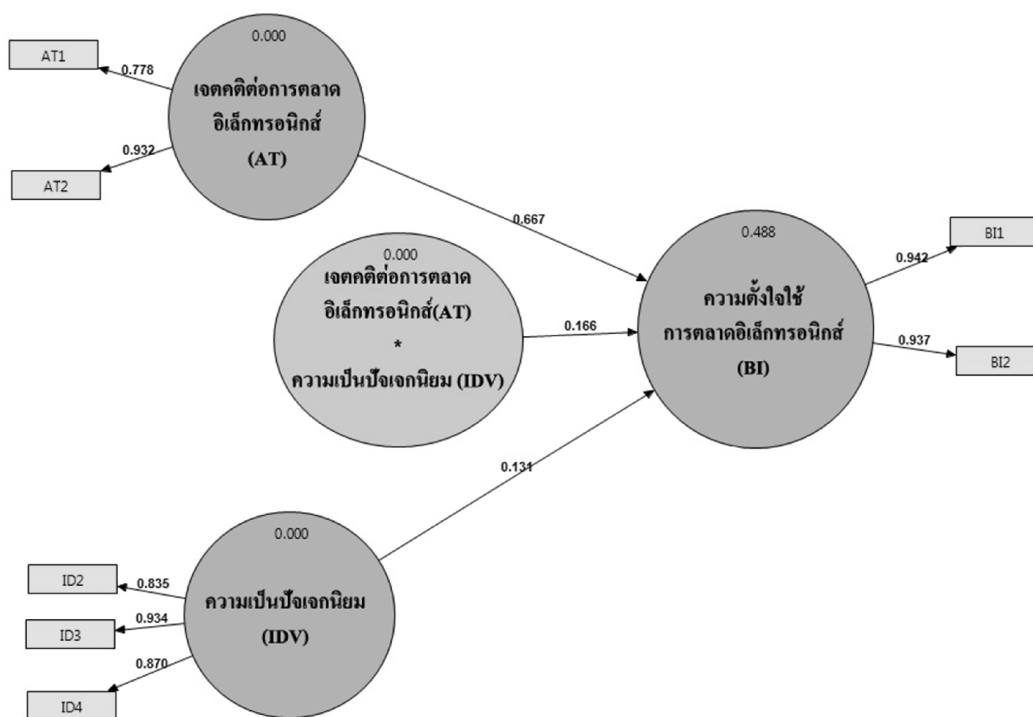 0.000
เจตคติต่อการตลาด
อิเล็กทรอนิกส์
(AT)
AT1
0.778
AT2
0.932
0.667
0.000
เจตคติต่อการตลาด
อิเล็กทรอนิกส์(AT)
*
ความเป็นปัจเจกนิยม (IDV)
0.166
0.488
ความตั้งใจใช้
การตลาดอิเล็กทรอนิกส์
(BI)
BI1
0.942
BI2
0.937
0.131
0.000
ความเป็นปัจเจกนิยม
(IDV)
ID2
0.835
ID3
0.934
ID4
0.870